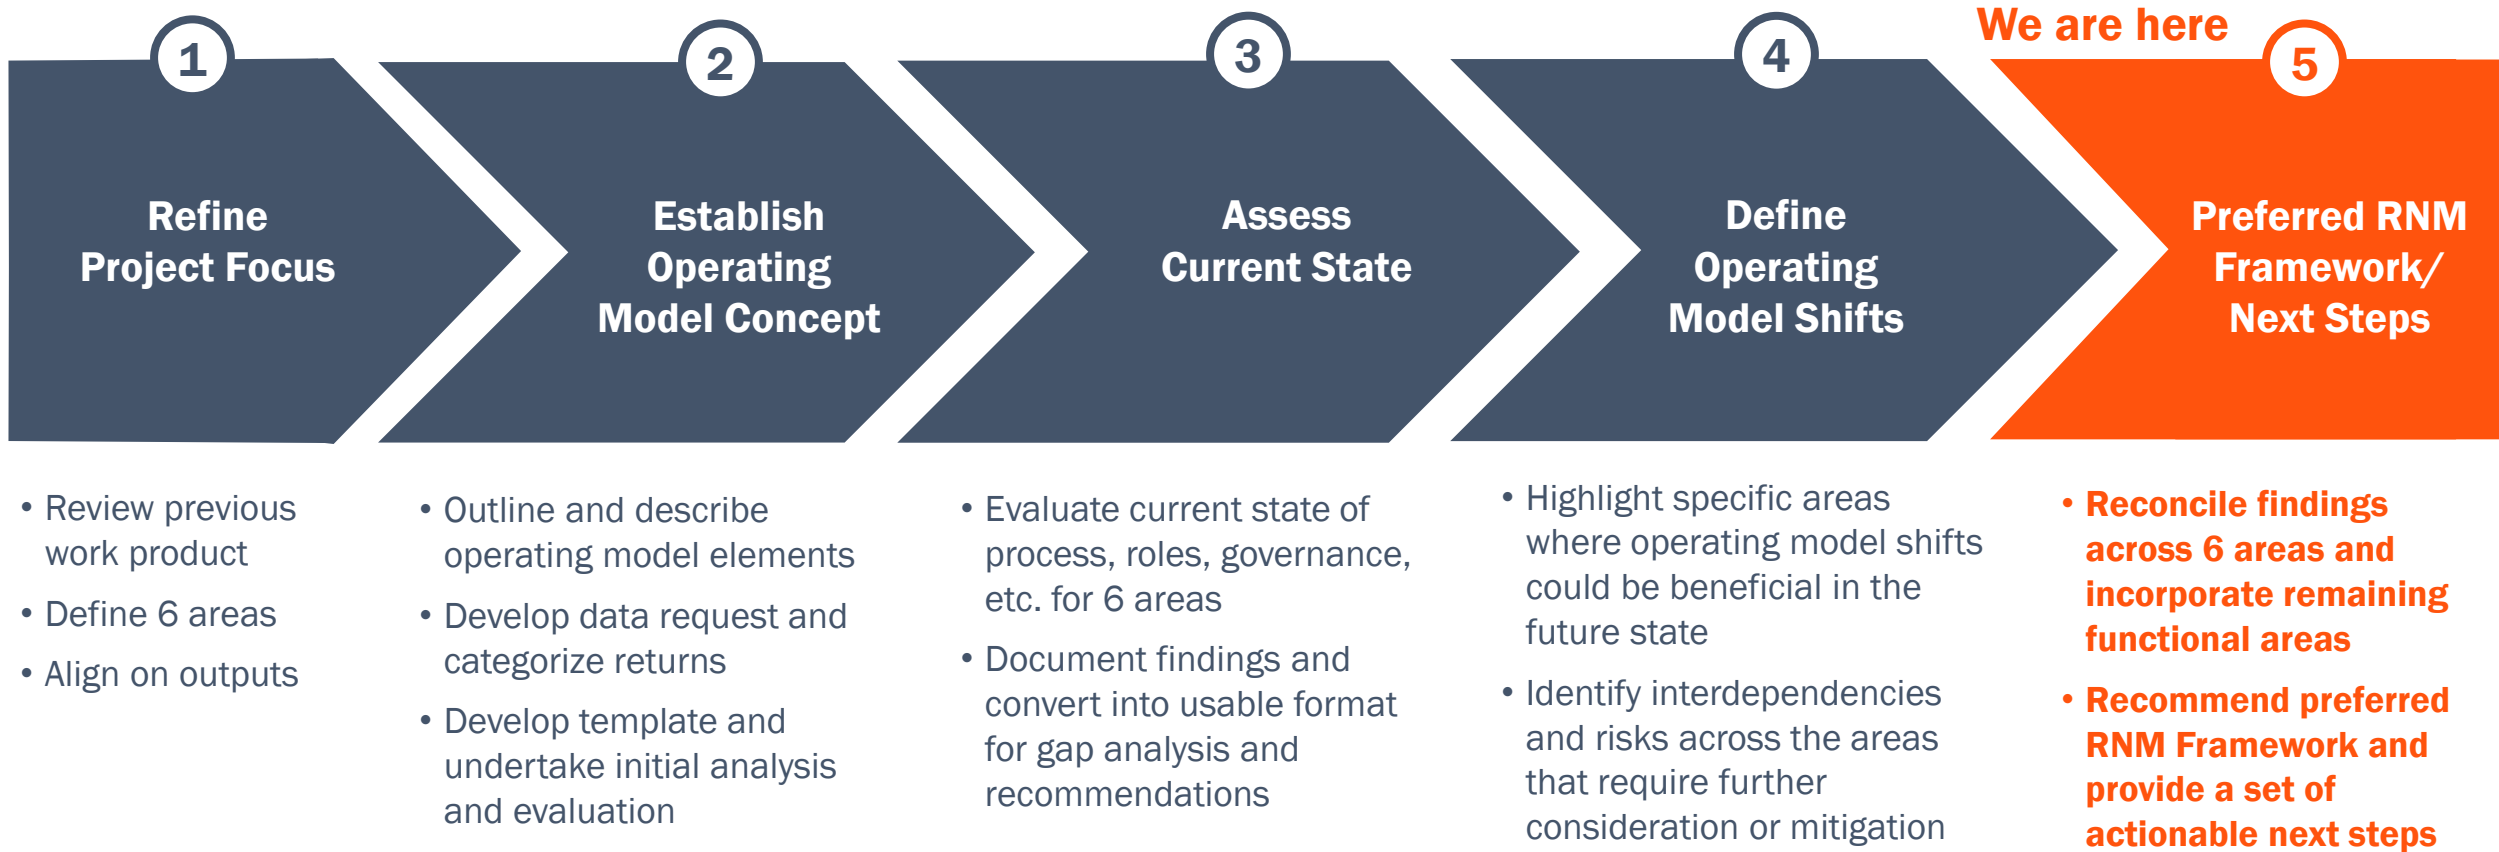 We are here
1
2
3
4
5
Refine
Project Focus
Establish
Operating
Model Concept
Assess
Current State
Define
Operating
Model Shifts
Preferred RNM
Framework/
Next Steps
• Review previous
work product
• Define 6 areas
• Align on outputs
• Outline and describe
operating model elements
• Develop data request and
categorize returns
• Develop template and
undertake initial analysis
and evaluation
• Evaluate current state of
process, roles, governance,
etc. for 6 areas
• Document findings and
convert into usable format
for gap analysis and
recommendations
• Highlight specific areas
where operating model shifts
could be beneficial in the
future state
• Identify interdependencies
and risks across the areas
that require further
consideration or mitigation
• Reconcile findings
across 6 areas and
incorporate remaining
functional areas
• Recommend preferred
RNM Framework and
provide a set of
actionable next steps